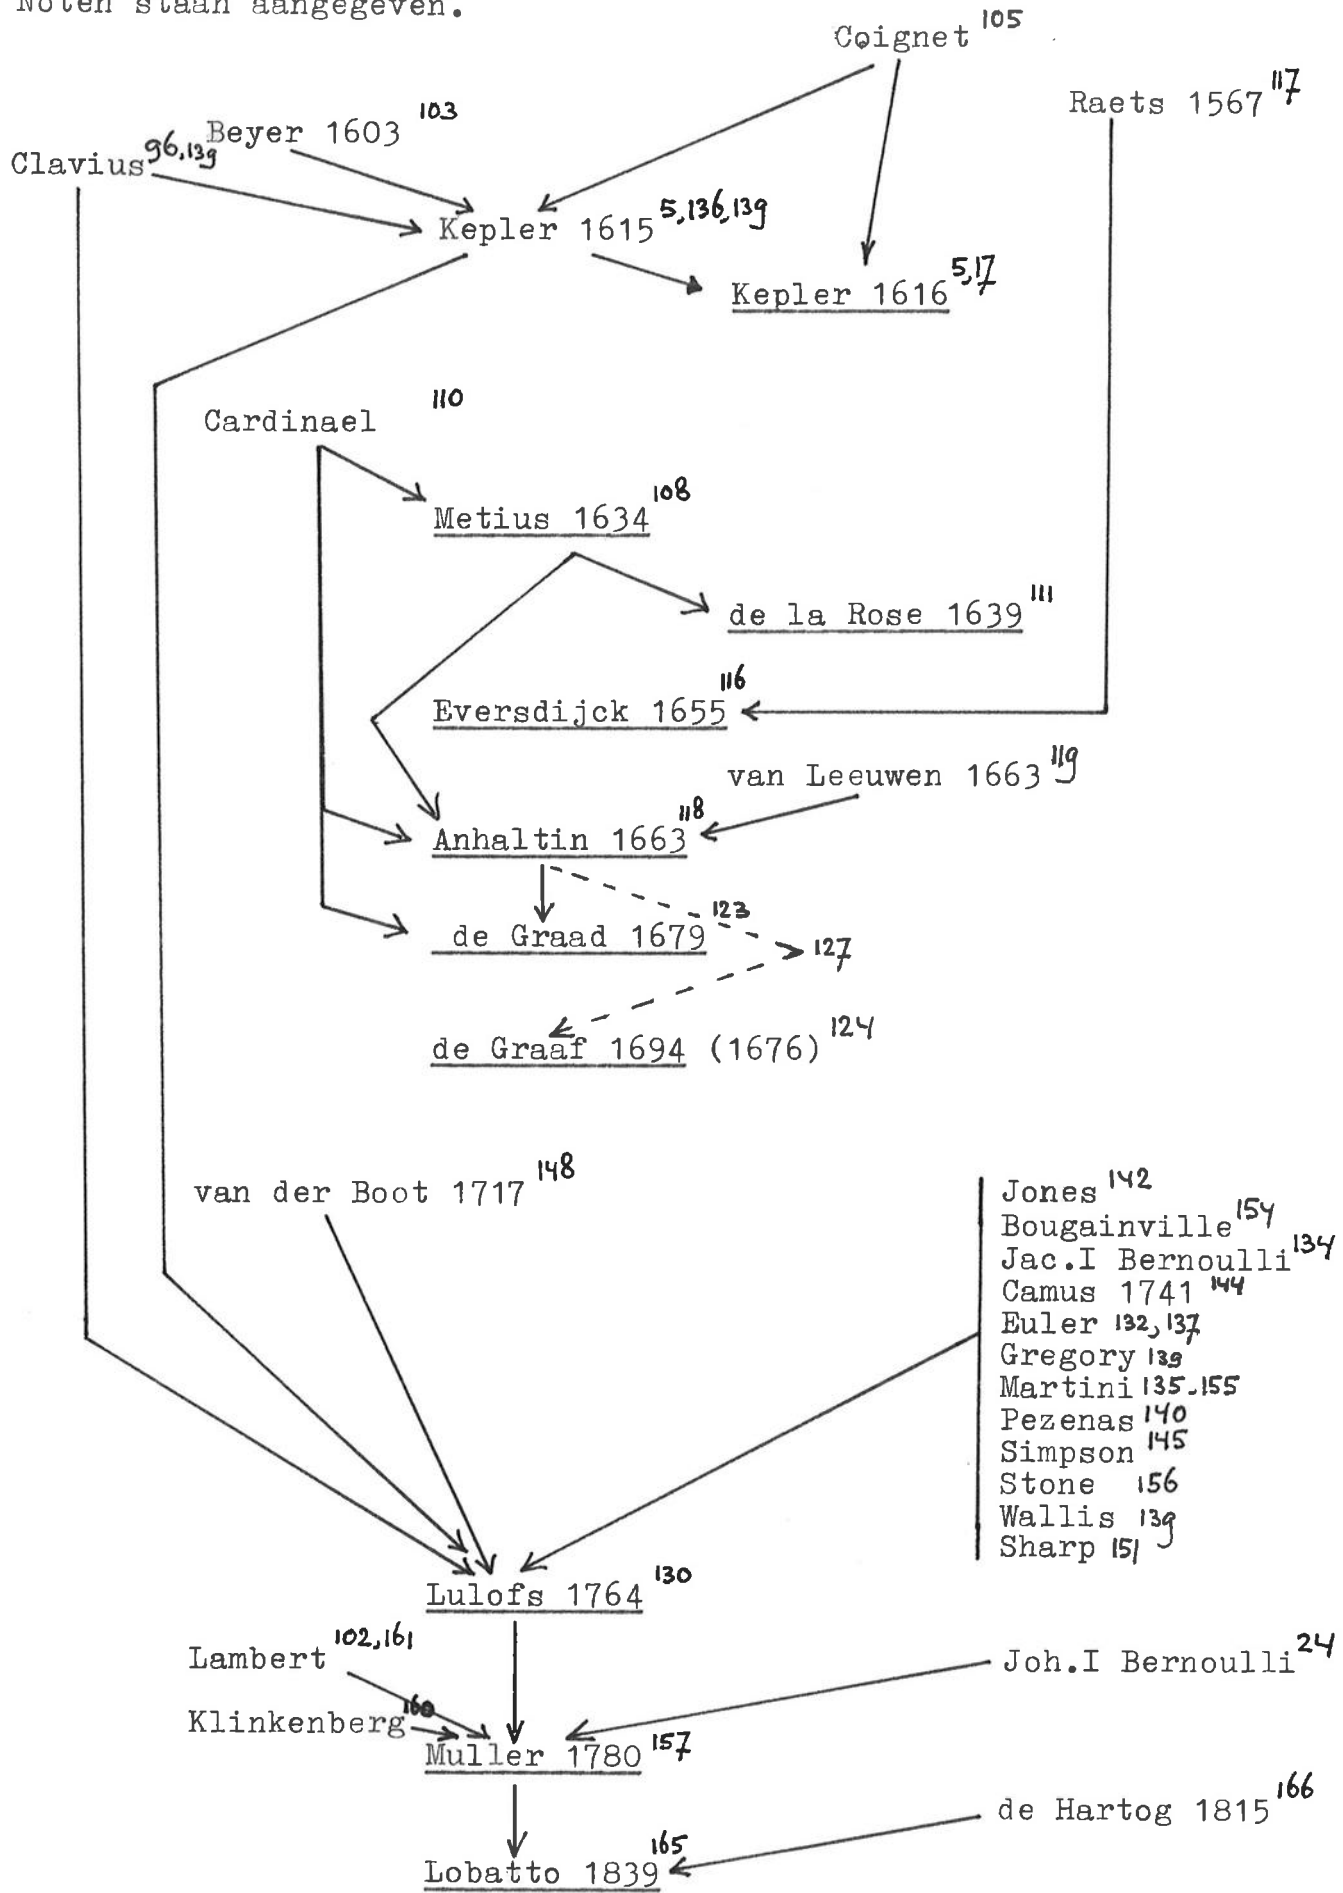 Noten staan aangegeven.
Coignet 105
Raets 1567 117
Beyer 1603 103
Clavius 96,139
Kepler 1615 5,136,139
Kepler 1616 5,17
Cardinael 110
Metius 1634 108
de la Rose 1639 111
Eversdijck 1655 116
van Leeuwen 1663 119
Anhaltin 1663 118
de Graad 1679 123
127
de Graaf 1694 (1676) 124
van der Boot 1717 148
Jones 142
Bougainville 154
Jac.I Bernoulli 134
Camus 1741 144
Euler 132,137
Gregory 139
Martini 135-155
Pezenas 140
Simpson 145
Stone 156
Wallis 139
Sharp 151
Lulofs 1764 130
Lambert 102,161
Joh.I Bernoulli 24
Klinkenberg 160
Muller 1780 157
de Hartog 1815 166
Lobatto 1839 165